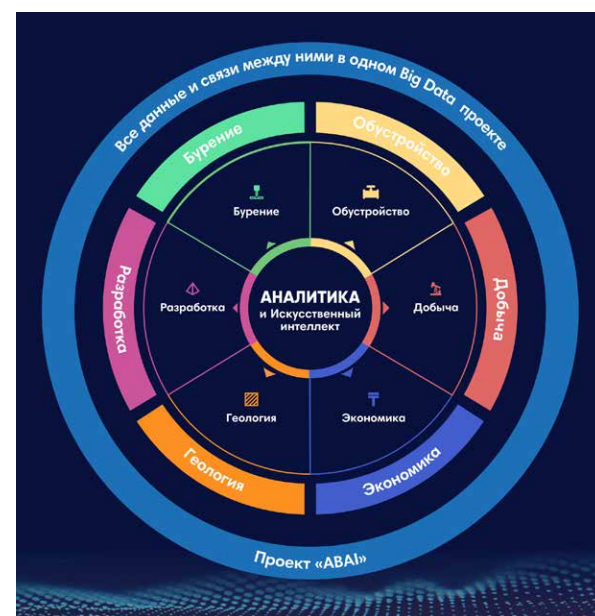 Все данные и связи между ними в одном Big Data проекте
Бурение
Обустройство
Бурение
Обустройство
Разработка
Разработка
АНАЛИТИКА
и Искусственный
интеллект
Добыча
Добыча
Геология
Экономика
Геология
Экономика
Проект «ABAI»